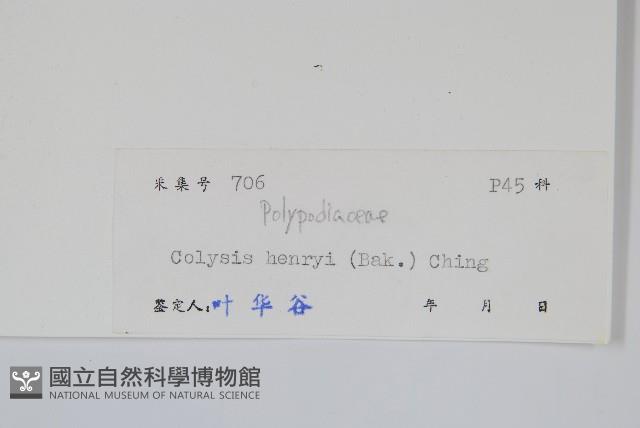 采集号 706 P45 科
Polypodiaceae
Colysis henryi (Bak.) Ching
鉴定人:叶华谷 年 月 日
國立自然科學博物館
NATIONAL MUSEUM OF NATURAL SCIENCE